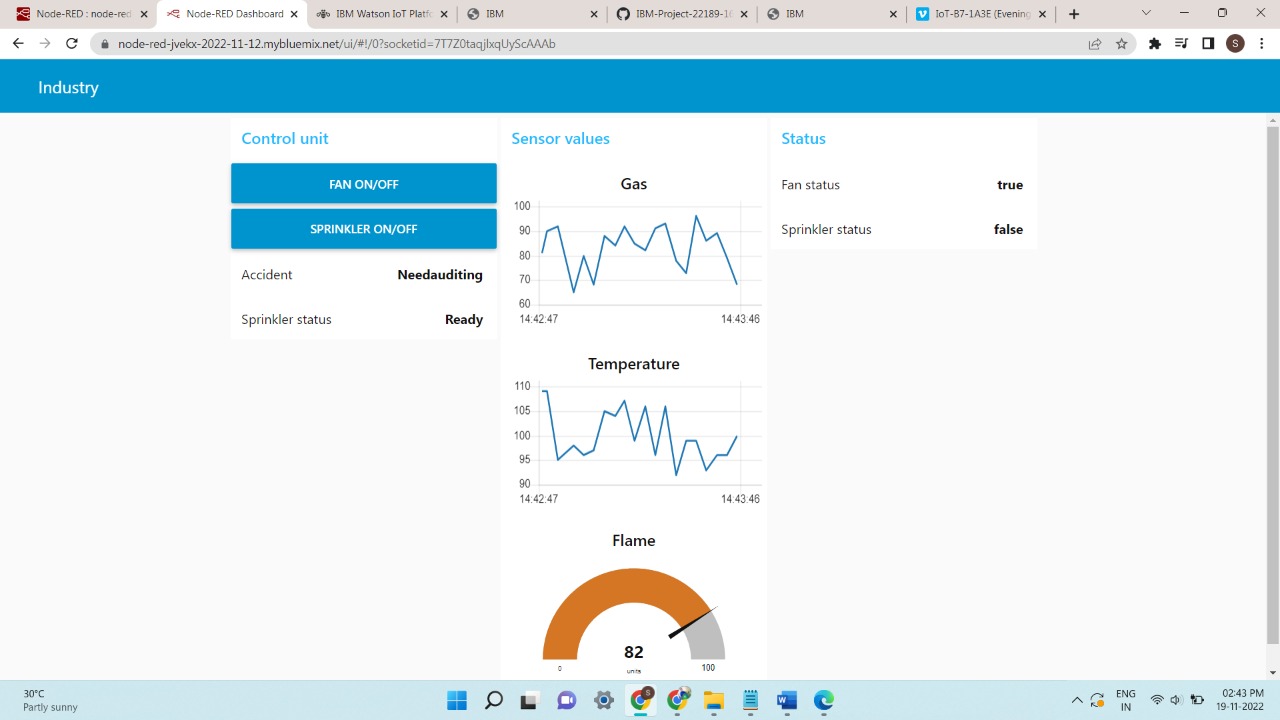 Node-RED : node-red
Node-RED Dashboard
IBM Watson IoT Platf
IBM
IBM-Project-22189-16
IBM
IoT-B7-1A3E (Evening
node-red-jvekx-2022-11-12.mybluemix.net/ui/#!/0?socketid=7T7Z0taqjIxqUyScAAAb
S
Industry
Control unit
FAN ON/OFF
SPRINKLER ON/OFF
Accident Needauditing
Sprinkler status Ready
Sensor values
Gas
100
90
80
70
60
14:42:47 14:43:46
Temperature
110
105
100
95
90
14:42:47 14:43:46
Flame
82
units
0 100
Status
Fan status true
Sprinkler status false
30°C
Partly sunny
S
ENG
IN
02:43 PM
19-11-2022